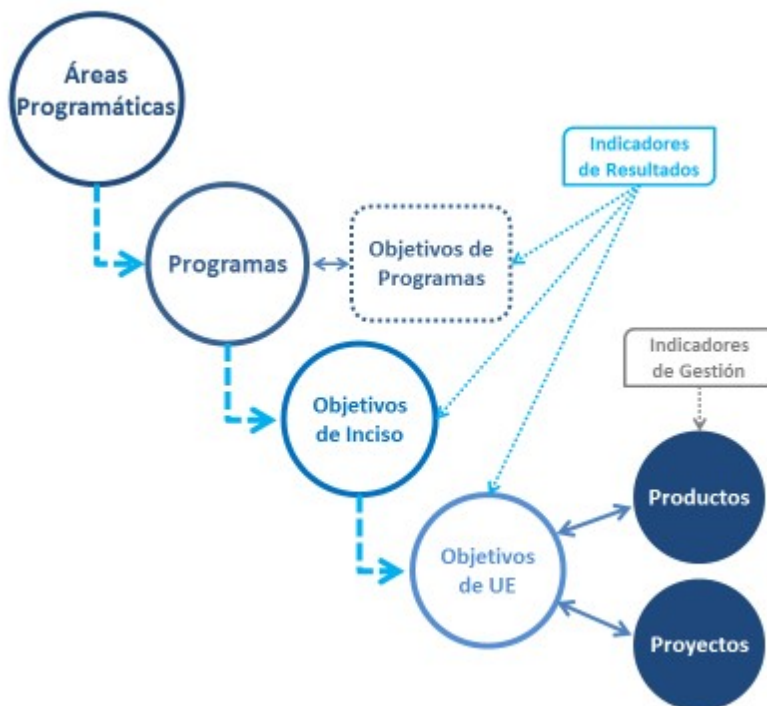 Áreas
Programáticas
Indicadores
de Resultados
Programas
Objetivos de
Programas
Indicadores
de Gestión
Objetivos
de Inciso
Productos
Objetivos
de UE
Proyectos